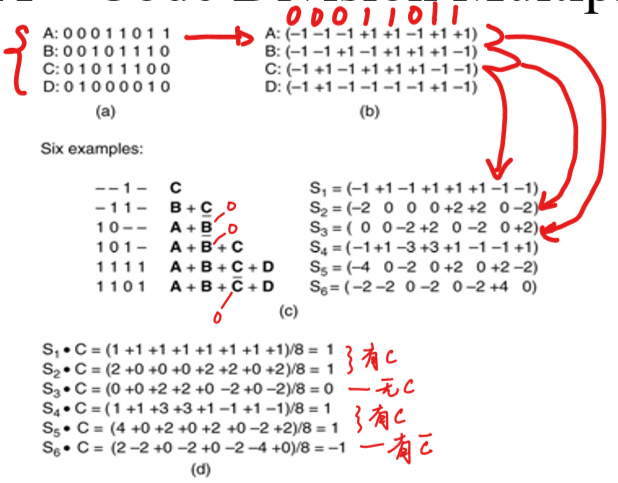 Code Division Multip
0 0 0 1 1 0 1 1
A: 0 0 0 1 1 0 1 1 A: (–1 –1 –1 +1 +1 –1 +1 +1)
B: 0 0 1 0 1 1 1 0 B: (–1 –1 +1 –1 +1 +1 +1 –1)
C: 0 1 0 1 1 1 0 0 C: (–1 +1 –1 +1 +1 +1 –1 –1)
D: 0 1 0 0 0 0 1 0 D: (–1 +1 –1 –1 –1 –1 +1 –1)
(a) (b)
Six examples:
– – 1 – C S₁ = (–1 +1 –1 +1 +1 +1 –1 –1)
– 1 1 – B + C 0 S₂ = (–2 0 0 0 +2 +2 0 –2)
1 0 – – A + B̅ 0 S₃ = ( 0 0 –2 +2 0 –2 0 +2)
1 0 1 – A + B̅ + C S₄ = (–1 +1 –3 +3 +1 –1 –1 +1)
1 1 1 1 A + B + C + D S₅ = (–4 0 –2 0 +2 0 +2 –2)
1 1 0 1 A + B + C̅ + D S₆ = ( –2 –2 0 –2 0 –2 +4 0)
0
(c)
S₁ • C = (1 +1 +1 +1 +1 +1 +1 +1)/8 = 1
S₂ • C = (2 +0 +0 +0 +2 +2 +0 +2)/8 = 1 } 有C
S₃ • C = (0 +0 +2 +2 +0 –2 +0 –2)/8 = 0 — 无C
S₄ • C = (1 +1 +3 +3 +1 –1 +1 –1)/8 = 1
S₅ • C = (4 +0 +2 +0 +2 +0 –2 +2)/8 = 1 } 有C
S₆ • C = (2 –2 +0 –2 +0 –2 –4 +0)/8 = –1 — 有C̅
(d)